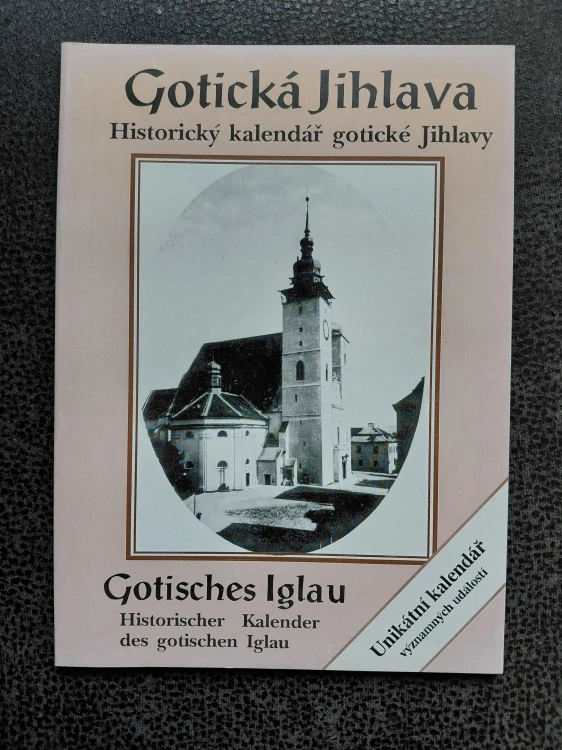 Gotická Jihlava
Historický kalendář gotické Jihlavy
Gotisches Iglau
Historischer Kalender
des gotischen Iglau
Unikátní kalendář
významných událostí